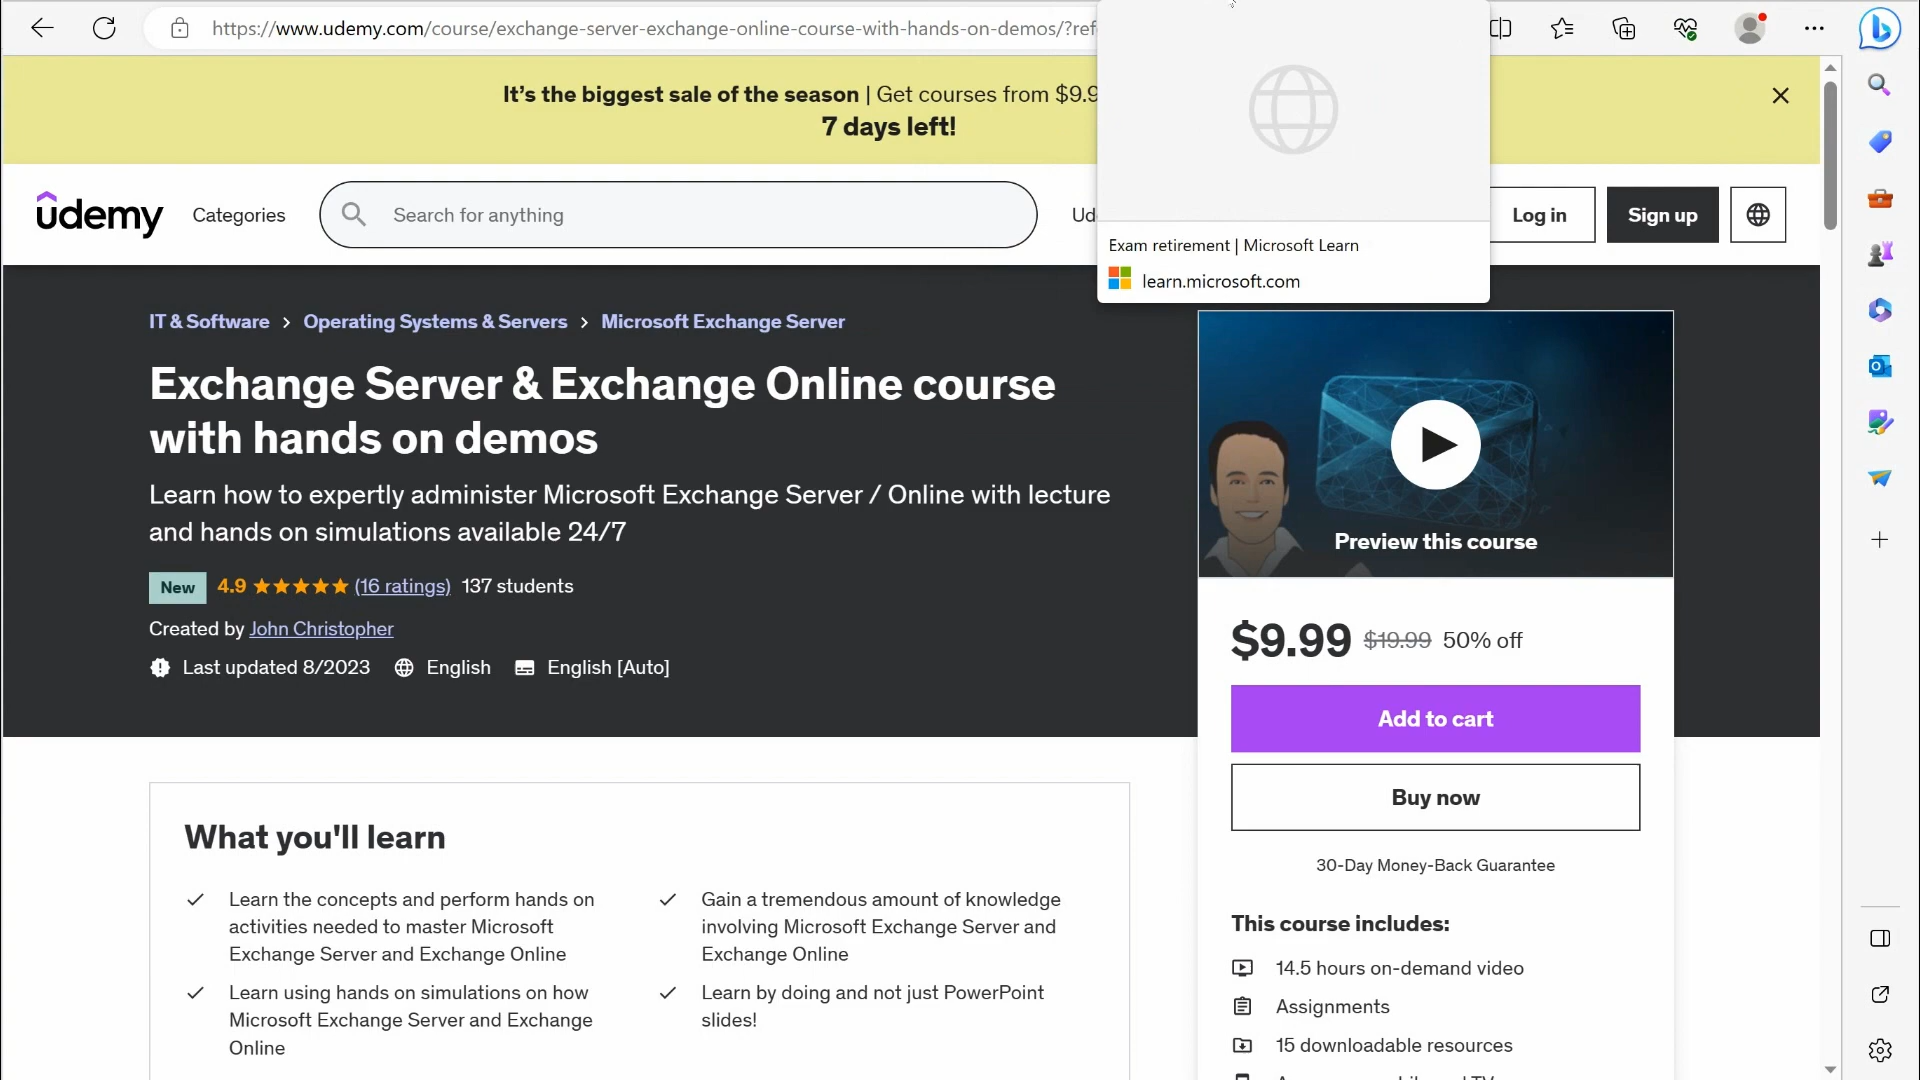 https://www.udemy.com/course/exchange-server-exchange-online-course-with-hands-on-demos/?ref
It's the biggest sale of the season | Get courses from $9.9
7 days left!
Exam retirement | Microsoft Learn
learn.microsoft.com
udemy
Categories
Search for anything
Ud
Log in
Sign up
IT & Software > Operating Systems & Servers > Microsoft Exchange Server
Exchange Server & Exchange Online course
with hands on demos
Learn how to expertly administer Microsoft Exchange Server / Online with lecture
and hands on simulations available 24/7
New 4.9 (16 ratings) 137 students
Created by John Christopher
Last updated 8/2023 English English [Auto]
Preview this course
$9.99 $19.99 50% off
Add to cart
Buy now
30-Day Money-Back Guarantee
This course includes:
14.5 hours on-demand video
Assignments
15 downloadable resources
What you'll learn
Learn the concepts and perform hands on
activities needed to master Microsoft
Exchange Server and Exchange Online
Gain a tremendous amount of knowledge
involving Microsoft Exchange Server and
Exchange Online
Learn using hands on simulations on how
Microsoft Exchange Server and Exchange
Online
Learn by doing and not just PowerPoint
slides!